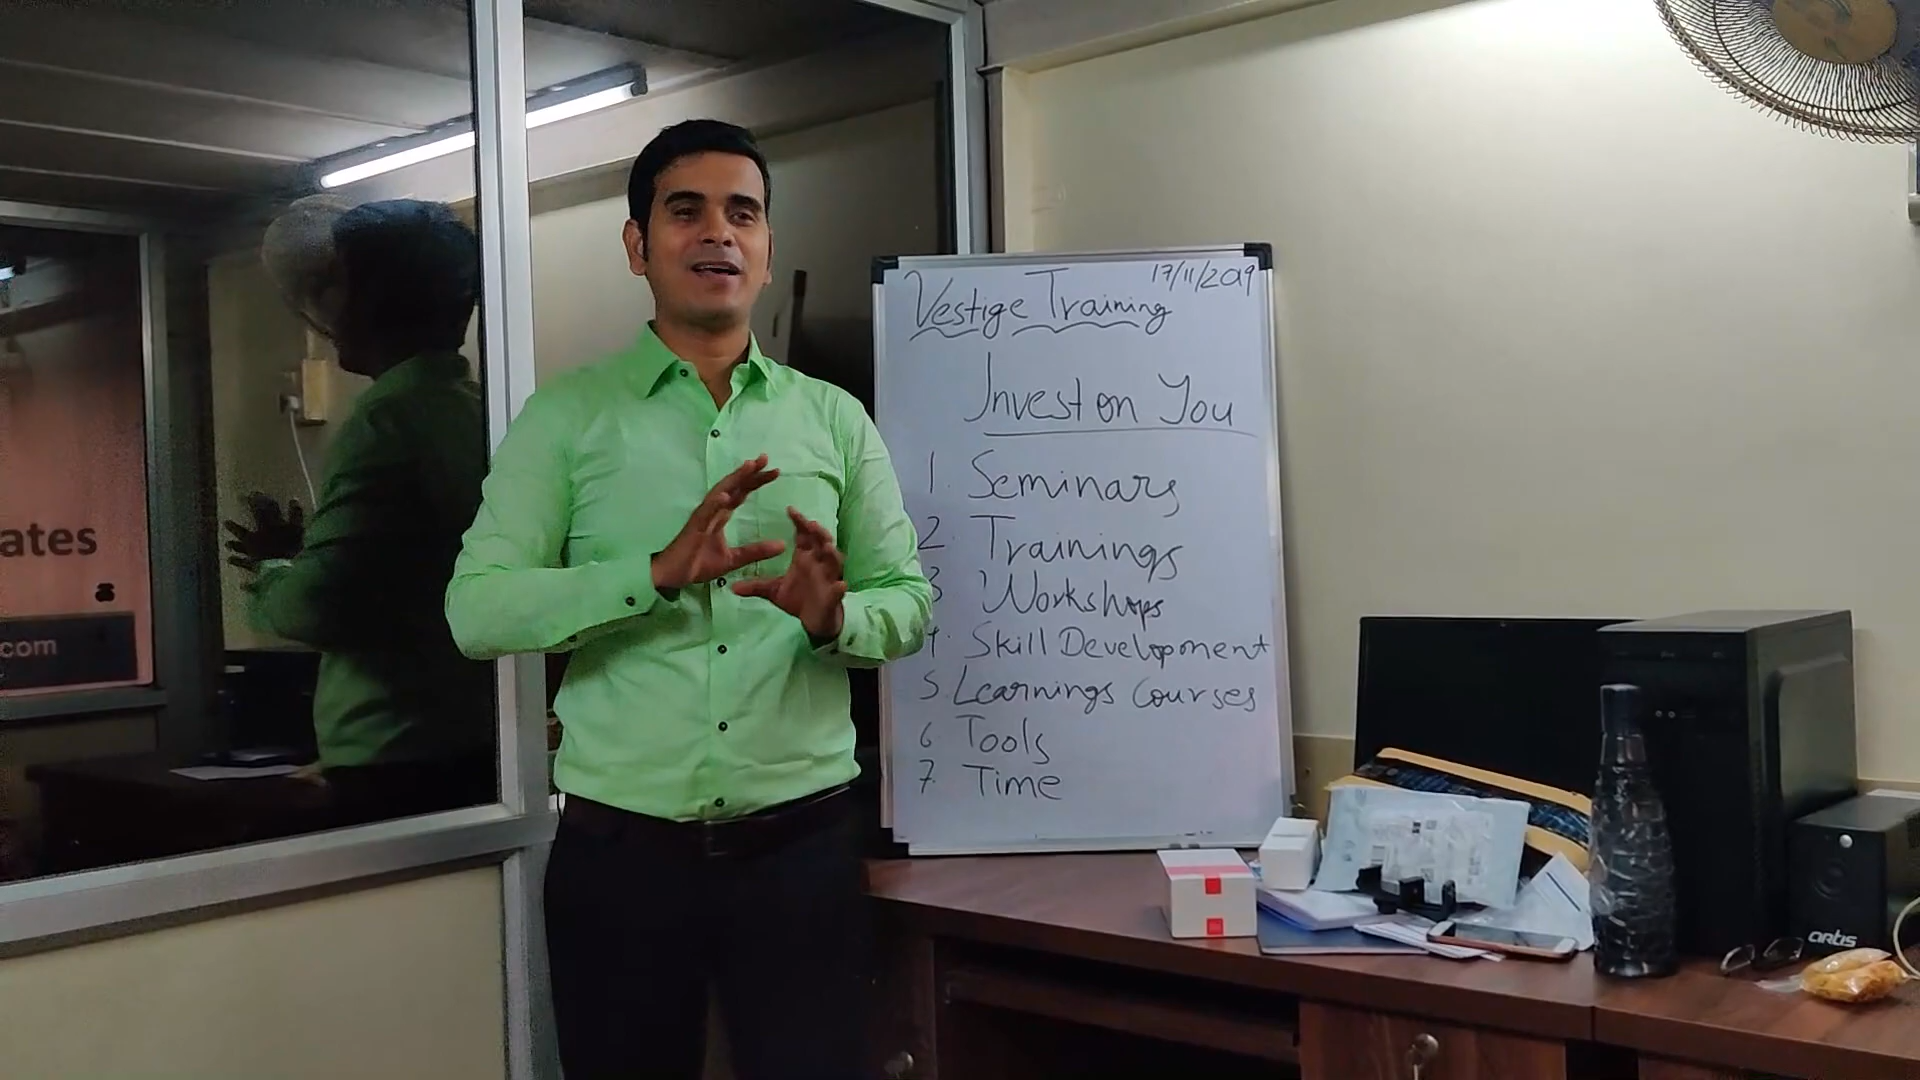 17/11/2019
Vestige Training
Invest on You
1. Seminars
2. Trainings
3 Workshops
4. Skill Development
5. Learnings Courses
6 Tools
7 Time
ates
.com
artis